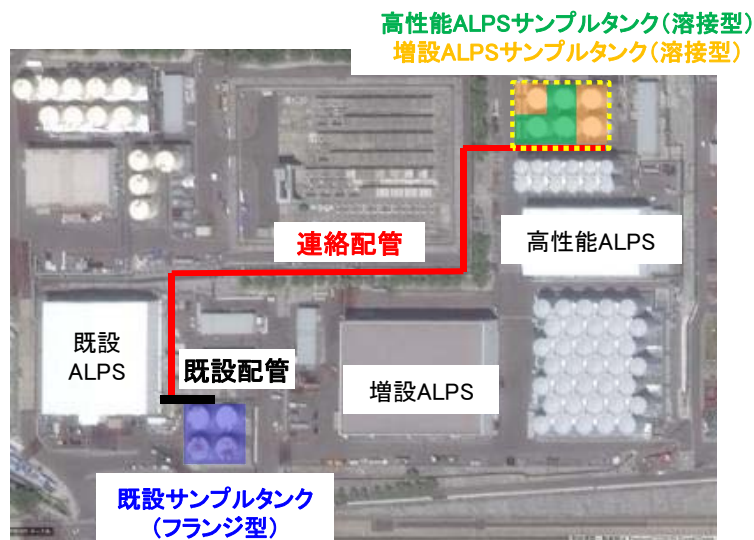 高性能ALPSサンプルタンク(溶接型)
増設ALPSサンプルタンク(溶接型)
連絡配管
高性能ALPS
既設
ALPS
既設配管
増設ALPS
既設サンプルタンク
(フランジ型)